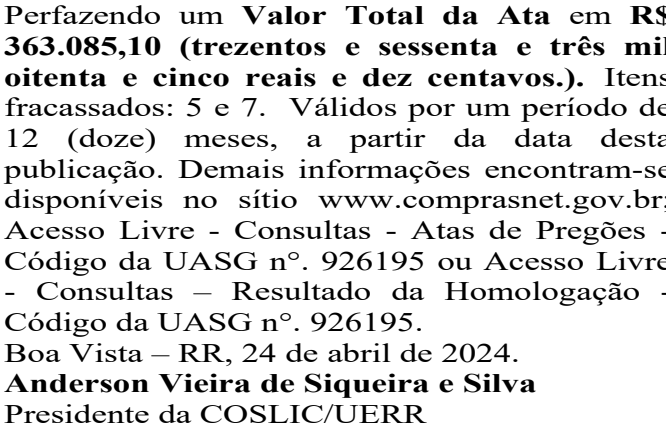 Perfazendo um Valor Total da Ata em R$
363.085,10 (trezentos e sessenta e três mil
oitenta e cinco reais e dez centavos.). Itens
fracassados: 5 e 7. Válidos por um período de
12 (doze) meses, a partir da data desta
publicação. Demais informações encontram-se
disponíveis no sítio www.comprasnet.gov.br;
Acesso Livre - Consultas - Atas de Pregões -
Código da UASG n°. 926195 ou Acesso Livre
- Consultas – Resultado da Homologação -
Código da UASG n°. 926195.
Boa Vista – RR, 24 de abril de 2024.
Anderson Vieira de Siqueira e Silva
Presidente da COSLIC/UERR